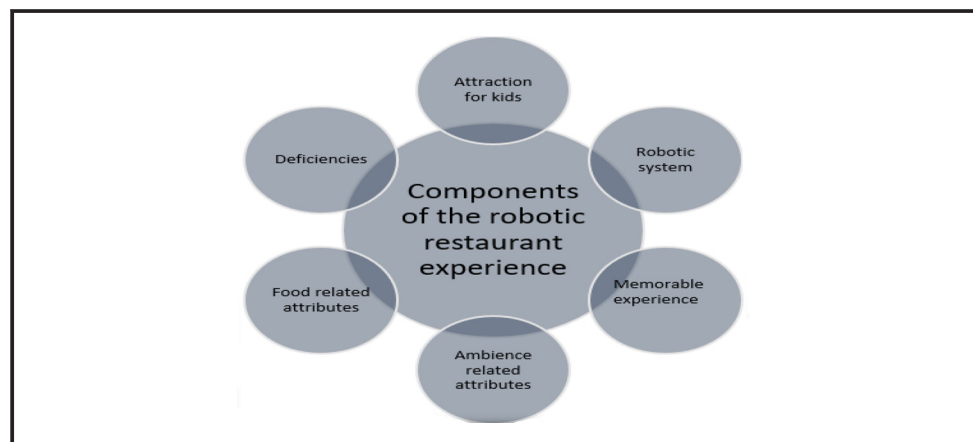 Attraction
for kids
Deficiencies
Robotic
system
Components
of the robotic
restaurant
experience
Food related
attributes
Memorable
experience
Ambience
related
attributes